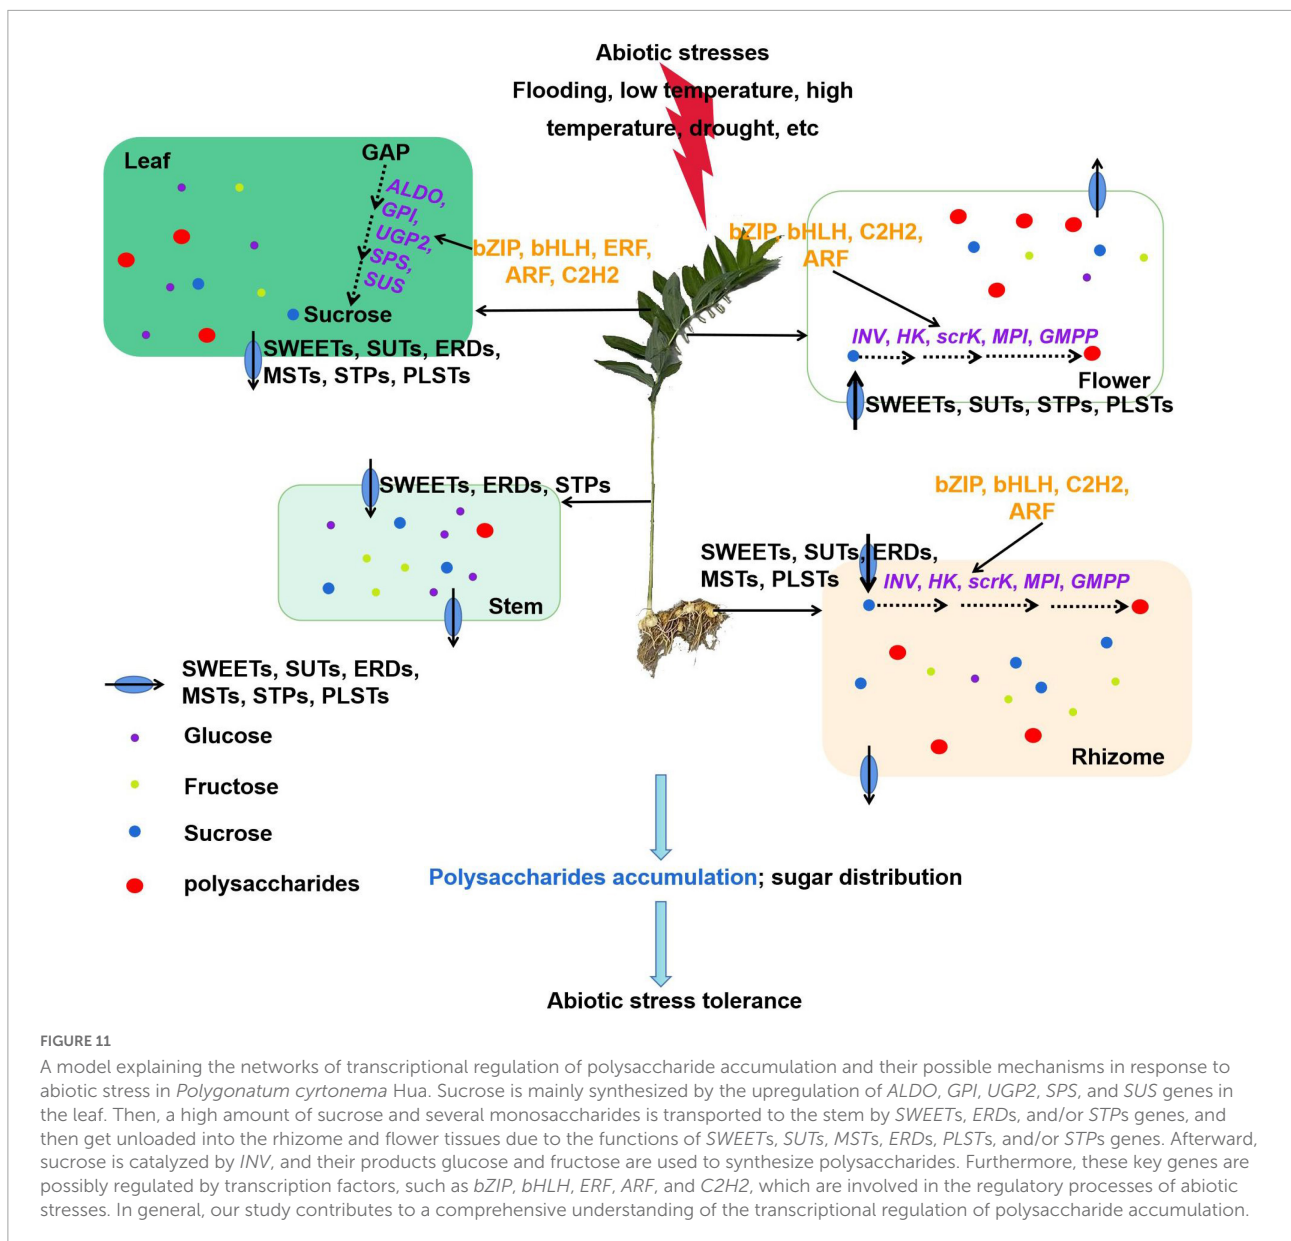 Abiotic stresses
Flooding, low temperature, high
temperature, drought, etc
Leaf
GAP
ALDO,
GPI,
UGP2,
SPS,
SUS
bZIP, bHLH, ERF,
ARF, C2H2
Sucrose
SWEETs, SUTs, ERDs,
MSTs, STPs, PLSTs
bZIP, bHLH, C2H2,
ARF
INV, HK, scrK, MPI, GMPP
Flower
SWEETs, SUTs, STPs, PLSTs
SWEETs, ERDs, STPs
Stem
bZIP, bHLH, C2H2,
ARF
SWEETs, SUTs, ERDs,
MSTs, PLSTs
INV, HK, scrK, MPI, GMPP
Rhizome
SWEETs, SUTs, ERDs,
MSTs, STPs, PLSTs
Glucose
Fructose
Sucrose
polysaccharides
Polysaccharides accumulation; sugar distribution
Abiotic stress tolerance
FIGURE 11
A model explaining the networks of transcriptional regulation of polysaccharide accumulation and their possible mechanisms in response to
abiotic stress in Polygonatum cyrtonema Hua. Sucrose is mainly synthesized by the upregulation of ALDO, GPI, UGP2, SPS, and SUS genes in
the leaf. Then, a high amount of sucrose and several monosaccharides is transported to the stem by SWEETs, ERDs, and/or STPs genes, and
then get unloaded into the rhizome and flower tissues due to the functions of SWEETs, SUTs, MSTs, ERDs, PLSTs, and/or STPs genes. Afterward,
sucrose is catalyzed by INV, and their products glucose and fructose are used to synthesize polysaccharides. Furthermore, these key genes are
possibly regulated by transcription factors, such as bZIP, bHLH, ERF, ARF, and C2H2, which are involved in the regulatory processes of abiotic
stresses. In general, our study contributes to a comprehensive understanding of the transcriptional regulation of polysaccharide accumulation.